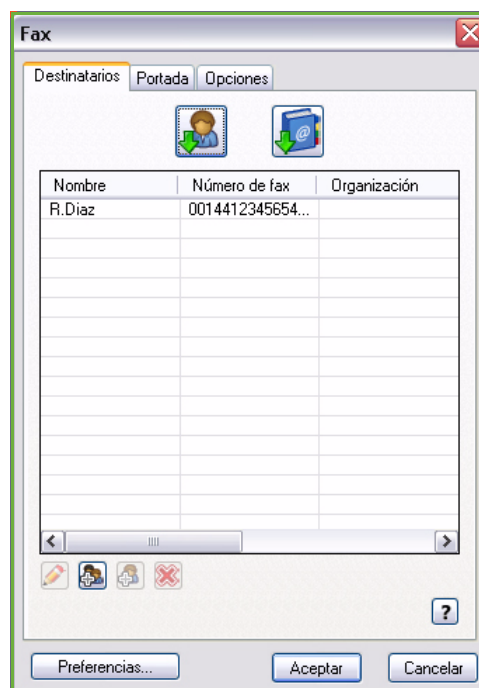 Fax
Destinatarios Portada Opciones
Nombre Número de fax Organización
R.Diaz 0014412345654...
?
Preferencias... Aceptar Cancelar